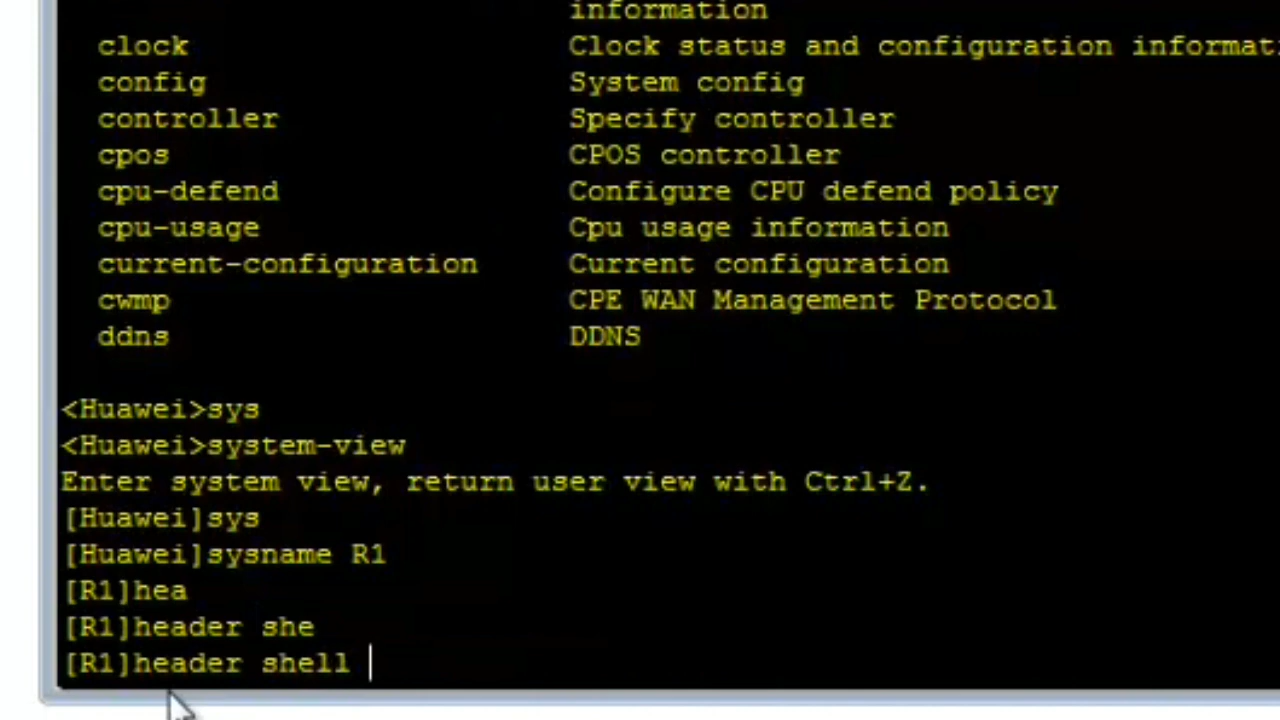 information
clock Clock status and configuration informat
config System config
controller Specify controller
cpos CPOS controller
cpu-defend Configure CPU defend policy
cpu-usage Cpu usage information
current-configuration Current configuration
cwmp CPE WAN Management Protocol
ddns DDNS
<Huawei>sys
<Huawei>system-view
Enter system view, return user view with Ctrl+Z.
[Huawei]sys
[Huawei]sysname R1
[R1]hea
[R1]header she
[R1]header shell